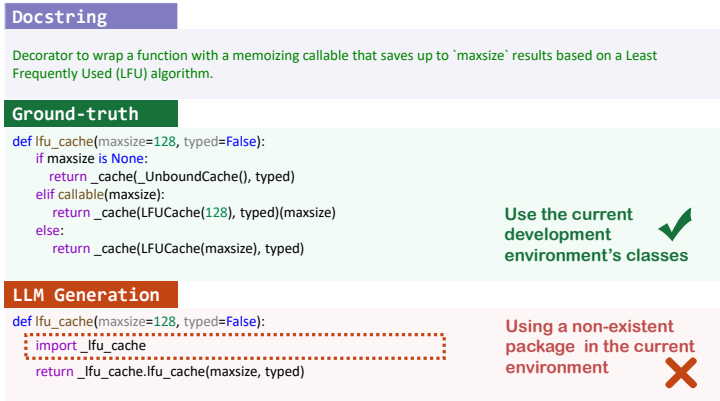 Docstring
Decorator to wrap a function with a memoizing callable that saves up to `maxsize` results based on a Least
Frequently Used (LFU) algorithm.
Ground-truth
def lfu_cache(maxsize=128, typed=False):
if maxsize is None:
return _cache(_UnboundCache(), typed)
elif callable(maxsize):
return _cache(LFUCache(128), typed)(maxsize)
else:
return _cache(LFUCache(maxsize), typed)
Use the current
development
environment's classes
LLM Generation
def lfu_cache(maxsize=128, typed=False):
import _lfu_cache
return _lfu_cache.lfu_cache(maxsize, typed)
Using a non-existent
package in the current
environment